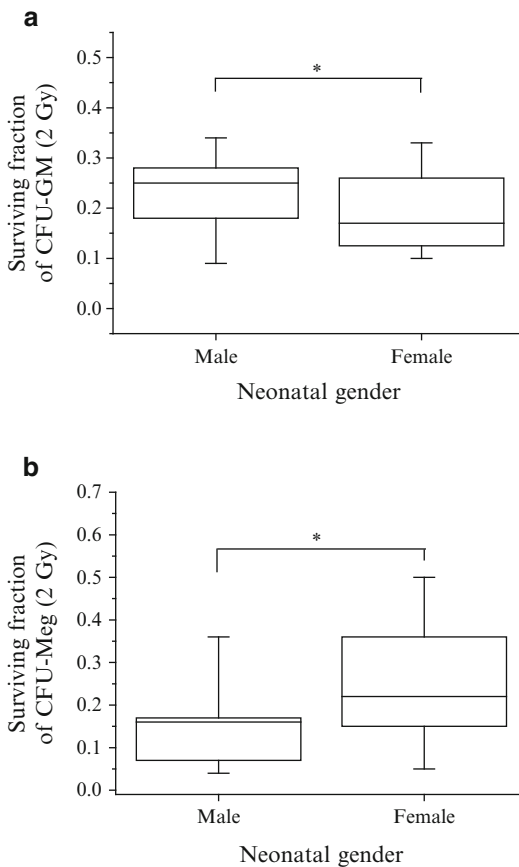 a
*
Surviving fraction
of CFU-GM (2 Gy)
0.5
0.4
0.3
0.2
0.1
0.0
Male
Female
Neonatal gender
b
*
Surviving fraction
of CFU-Meg (2 Gy)
0.7
0.6
0.5
0.4
0.3
0.2
0.1
0.0
Male
Female
Neonatal gender